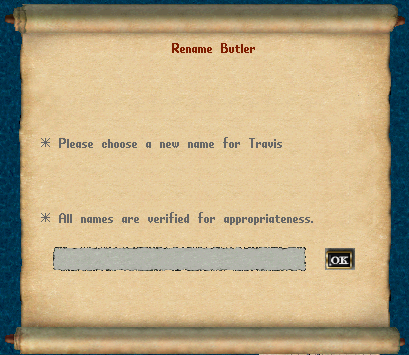 Rename Butler
✳ Please choose a new name for Travis
✳ All names are verified for appropriateness.
OK